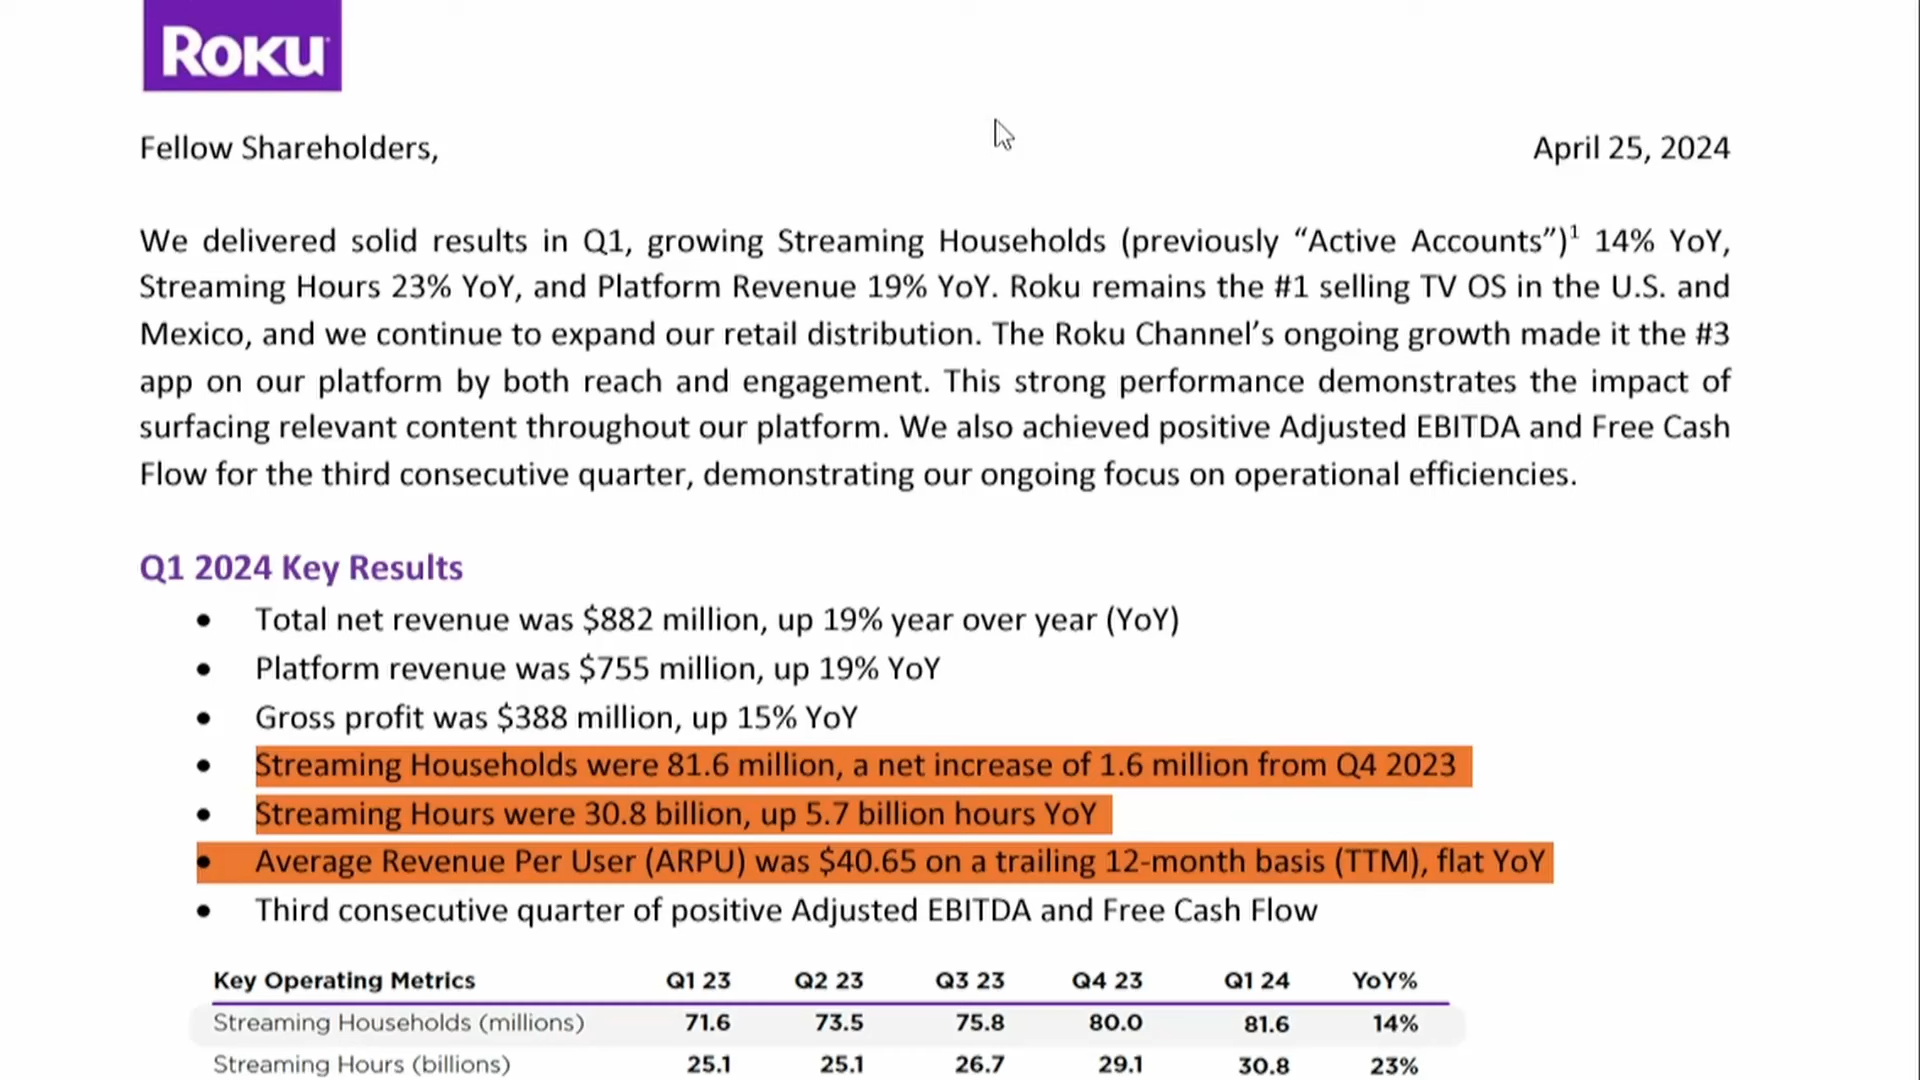 Roku
Fellow Shareholders,
April 25, 2024
We delivered solid results in Q1, growing Streaming Households (previously “Active Accounts”)¹ 14% YoY,
Streaming Hours 23% YoY, and Platform Revenue 19% YoY. Roku remains the #1 selling TV OS in the U.S. and
Mexico, and we continue to expand our retail distribution. The Roku Channel’s ongoing growth made it the #3
app on our platform by both reach and engagement. This strong performance demonstrates the impact of
surfacing relevant content throughout our platform. We also achieved positive Adjusted EBITDA and Free Cash
Flow for the third consecutive quarter, demonstrating our ongoing focus on operational efficiencies.
Q1 2024 Key Results
• Total net revenue was $882 million, up 19% year over year (YoY)
• Platform revenue was $755 million, up 19% YoY
• Gross profit was $388 million, up 15% YoY
• Streaming Households were 81.6 million, a net increase of 1.6 million from Q4 2023
• Streaming Hours were 30.8 billion, up 5.7 billion hours YoY
• Average Revenue Per User (ARPU) was $40.65 on a trailing 12-month basis (TTM), flat YoY
• Third consecutive quarter of positive Adjusted EBITDA and Free Cash Flow
Key Operating Metrics Q1 23 Q2 23 Q3 23 Q4 23 Q1 24 YoY%
Streaming Households (millions) 71.6 73.5 75.8 80.0 81.6 14%
Streaming Hours (billions) 25.1 25.1 26.7 29.1 30.8 23%